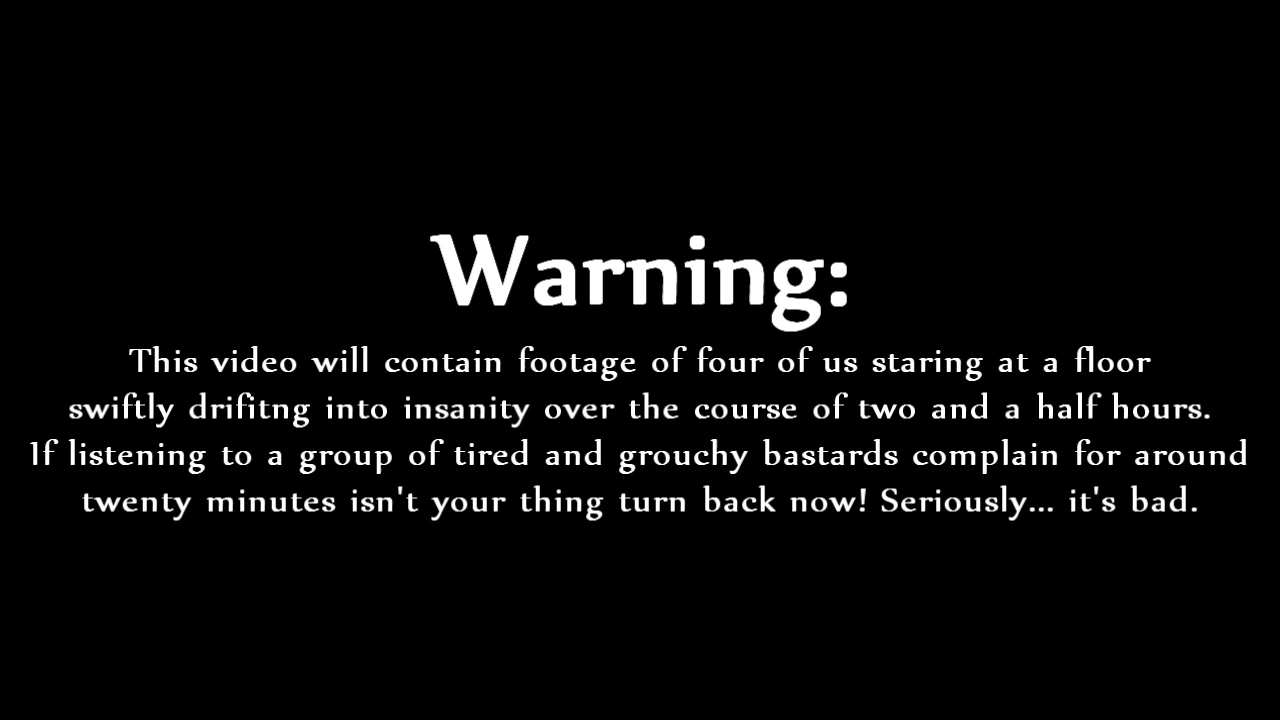 Warning:
This video will contain footage of four of us staring at a floor
swiftly drifitng into insanity over the course of two and a half hours.
If listening to a group of tired and grouchy bastards complain for around
twenty minutes isn't your thing turn back now! Seriously... it's bad.